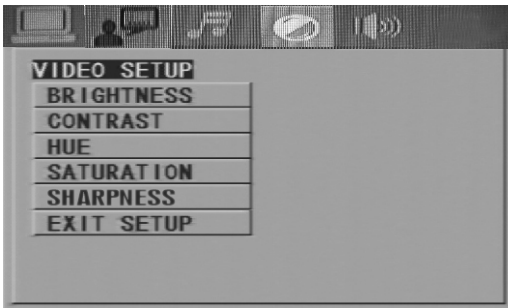 VIDEO SETUP
BRIGHTNESS
CONTRAST
HUE
SATURATION
SHARPNESS
EXIT SETUP